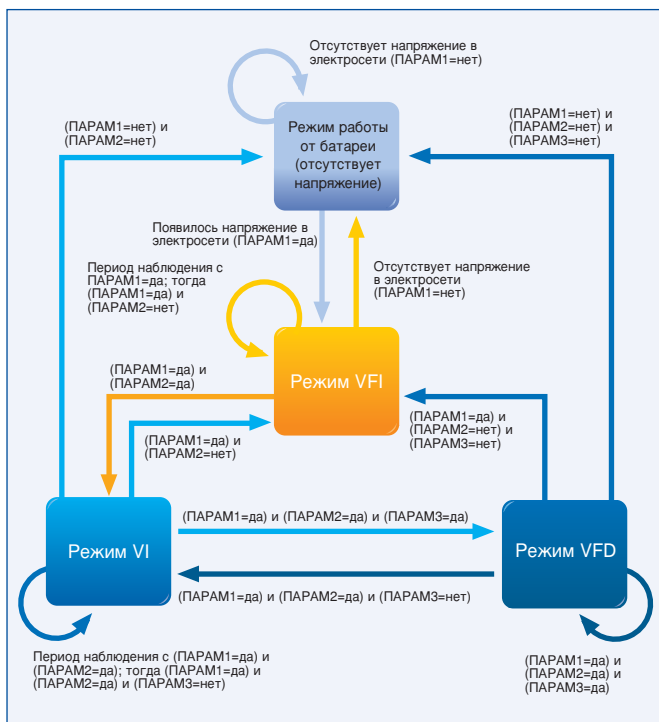 Отсутствует напряжение в
электросети (ПАРАМ1=нет)
(ПАРАМ1=нет) и
(ПАРАМ2=нет)
Режим работы
от батареи
(отсутствует
напряжение)
(ПАРАМ1=нет) и
(ПАРАМ2=нет) и
(ПАРАМ3=нет)
Появилось напряжение в
электросети (ПАРАМ1=да)
Период наблюдения с
ПАРАМ1=да; тогда
(ПАРАМ1=да) и
(ПАРАМ2=нет)
Отсутствует напряжение
в электросети
(ПАРАМ1=нет)
Режим VFI
(ПАРАМ1=да) и
(ПАРАМ2=да)
(ПАРАМ1=да) и
(ПАРАМ2=нет)
(ПАРАМ1=да) и
(ПАРАМ2=нет) и
(ПАРАМ3=нет)
Режим VI
(ПАРАМ1=да) и (ПАРАМ2=да) и (ПАРАМ3=да)
Режим VFD
(ПАРАМ1=да) и (ПАРАМ2=да) и (ПАРАМ3=нет)
Период наблюдения с (ПАРАМ1=да) и
(ПАРАМ2=да); тогда (ПАРАМ1=да) и
(ПАРАМ2=да) и (ПАРАМ3=нет)
(ПАРАМ1=да) и
(ПАРАМ2=да) и
(ПАРАМ3=да)